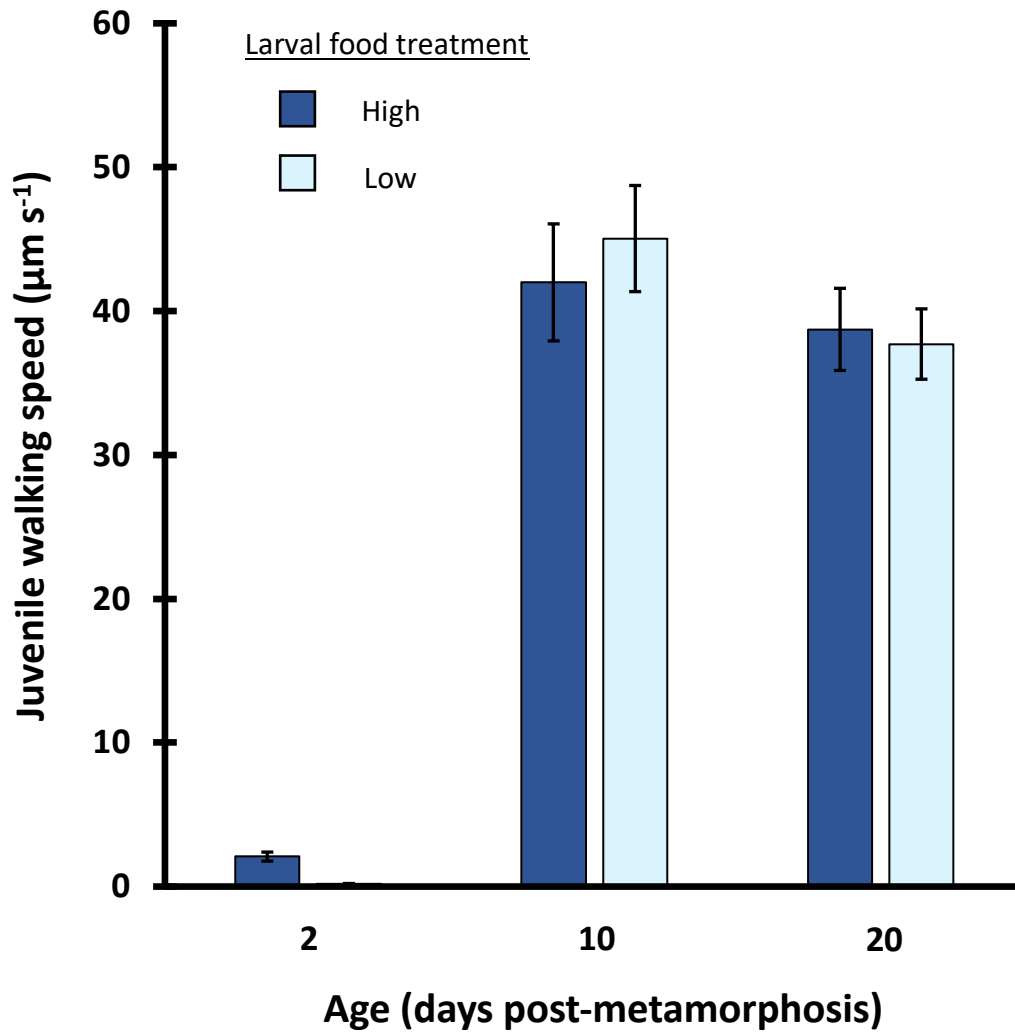 Larval food treatment
High
Low
Juvenile walking speed (µm s⁻¹)
60
50
40
30
20
10
0
2 10 20
Age (days post-metamorphosis)